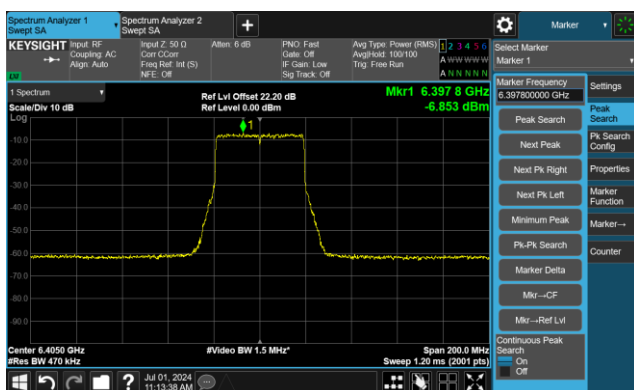 Spectrum Analyzer 1
Swept SA
Spectrum Analyzer 2
Swept SA
+
Marker
KEYSIGHT
Input: RF
Coupling: AC
Align: Auto
Input Z: 50 Ω
Corr CCorr
Freq Ref: Int (S)
NFE: Off
Atten: 6 dB
PNO: Fast
Gate: Off
IF Gain: Low
Sig Track: Off
Avg Type: Power (RMS)
Avg|Hold: 100/100
Trig: Free Run
1 2 3 4 5 6
A W W W W W
A N N N N N
LXI
Select Marker
Marker 1
1 Spectrum
Scale/Div 10 dB
Log
Ref Lvl Offset 22.20 dB
Ref Level 0.00 dBm
Mkr1 6.397 8 GHz
-6.853 dBm
1
-10.0
-20.0
-30.0
-40.0
-50.0
-60.0
-70.0
-80.0
-90.0
Center 6.4050 GHz
#Res BW 470 kHz
#Video BW 1.5 MHz*
Span 200.0 MHz
Sweep 1.20 ms (2001 pts)
Marker Frequency
6.397800000 GHz
Peak Search
Next Peak
Next Pk Right
Next Pk Left
Minimum Peak
Pk-Pk Search
Marker Delta
Mkr→CF
Mkr→Ref Lvl
Continuous Peak
Search
On
Off
Settings
Peak
Search
Pk Search
Config
Properties
Marker
Function
Marker→
Counter
?
Jul 01, 2024
11:13:38 AM